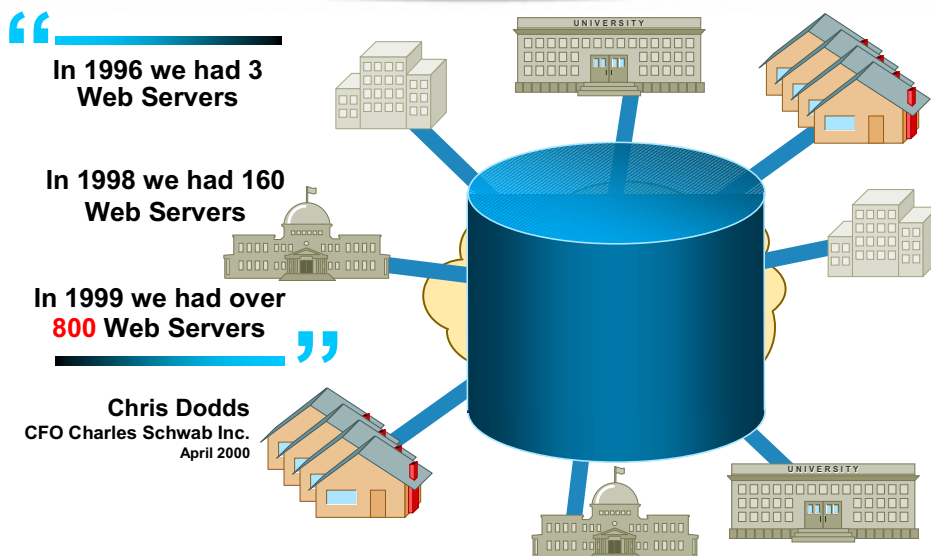 “
In 1996 we had 3
Web Servers
In 1998 we had 160
Web Servers
In 1999 we had over
800 Web Servers
”
Chris Dodds
CFO Charles Schwab Inc.
April 2000
UNIVERSITY
UNIVERSITY